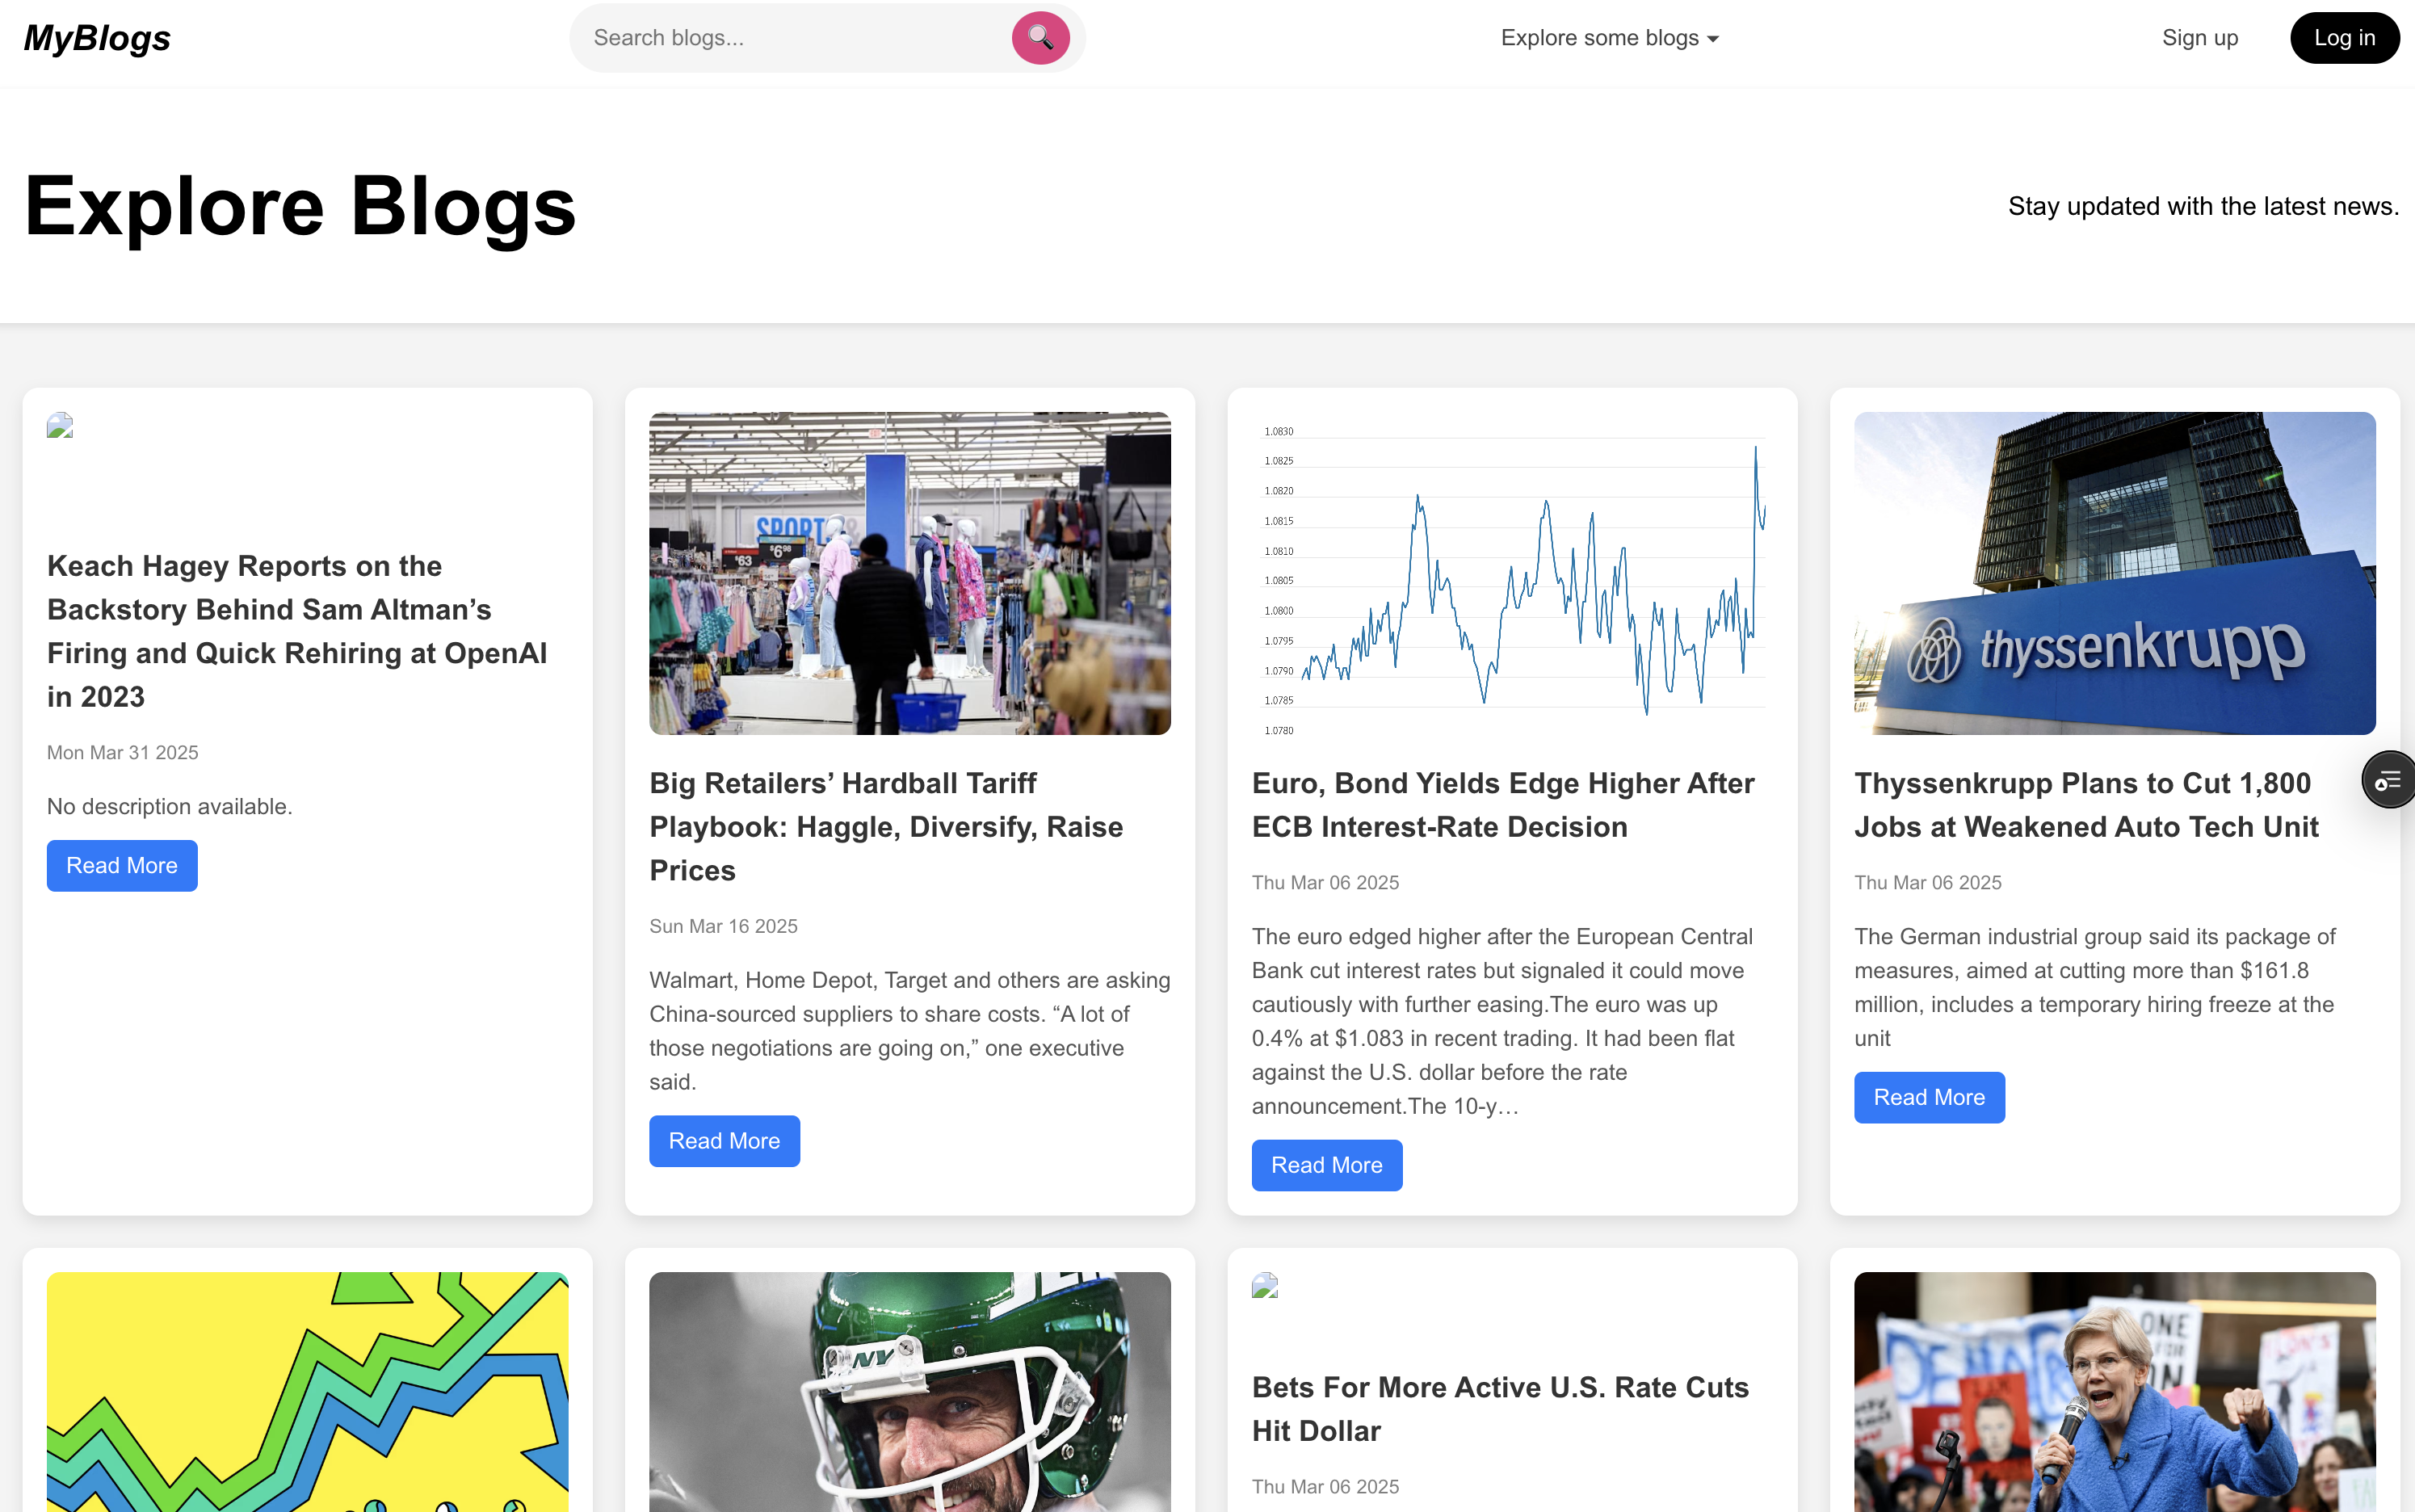 MyBlogs
Search blogs...
Explore some blogs
Sign up
Log in
Explore Blogs
Stay updated with the latest news.
Keach Hagey Reports on the
Backstory Behind Sam Altman’s
Firing and Quick Rehiring at OpenAI
in 2023
Mon Mar 31 2025
No description available.
Read More
SPORT
$63
$6.98
Big Retailers’ Hardball Tariff
Playbook: Haggle, Diversify, Raise
Prices
Sun Mar 16 2025
Walmart, Home Depot, Target and others are asking
China-sourced suppliers to share costs. “A lot of
those negotiations are going on,” one executive
said.
Read More
1.0830
1.0825
1.0820
1.0815
1.0810
1.0805
1.0800
1.0795
1.0790
1.0785
1.0780
Euro, Bond Yields Edge Higher After
ECB Interest-Rate Decision
Thu Mar 06 2025
The euro edged higher after the European Central
Bank cut interest rates but signaled it could move
cautiously with further easing.The euro was up
0.4% at $1.083 in recent trading. It had been flat
against the U.S. dollar before the rate
announcement.The 10-y…
Read More
thyssenkrupp
Thyssenkrupp Plans to Cut 1,800
Jobs at Weakened Auto Tech Unit
Thu Mar 06 2025
The German industrial group said its package of
measures, aimed at cutting more than $161.8
million, includes a temporary hiring freeze at the
unit
Read More
NY
Bets For More Active U.S. Rate Cuts
Hit Dollar
Thu Mar 06 2025
ONE